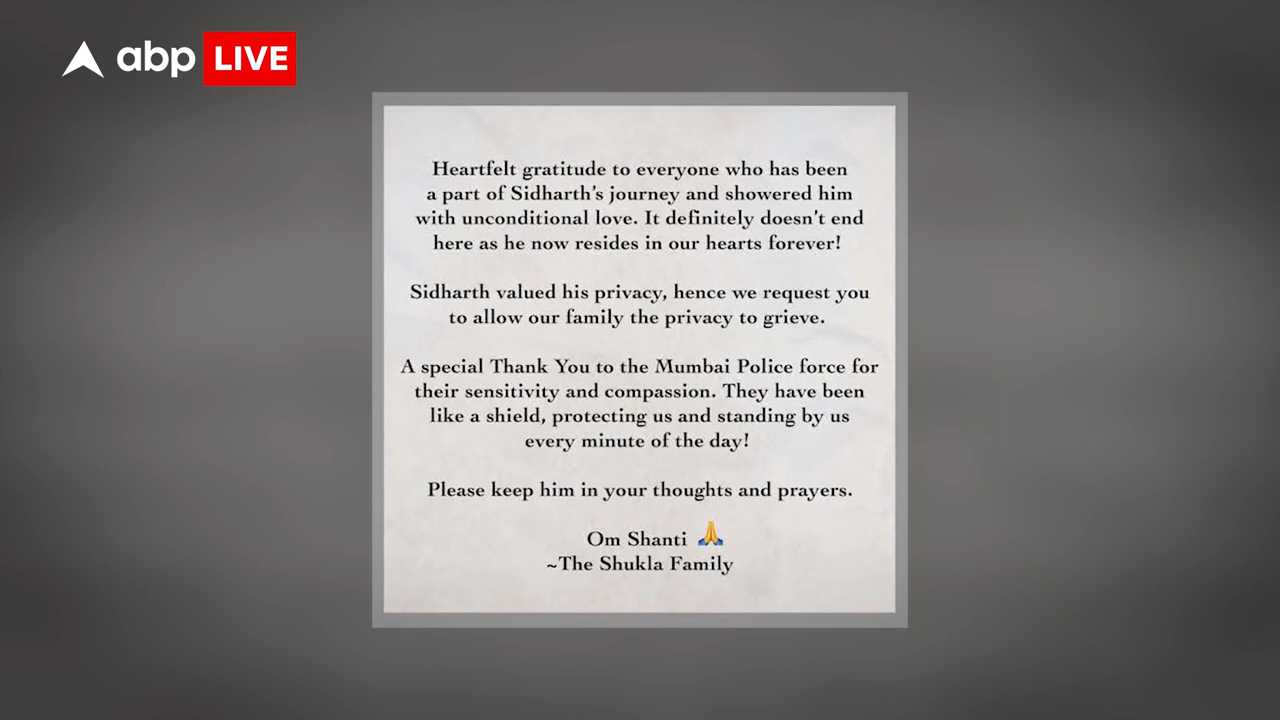 abp LIVE
Heartfelt gratitude to everyone who has been
a part of Sidharth's journey and showered him
with unconditional love. It definitely doesn't end
here as he now resides in our hearts forever!
Sidharth valued his privacy, hence we request you
to allow our family the privacy to grieve.
A special Thank You to the Mumbai Police force for
their sensitivity and compassion. They have been
like a shield, protecting us and standing by us
every minute of the day!
Please keep him in your thoughts and prayers.
Om Shanti 🙏
~The Shukla Family